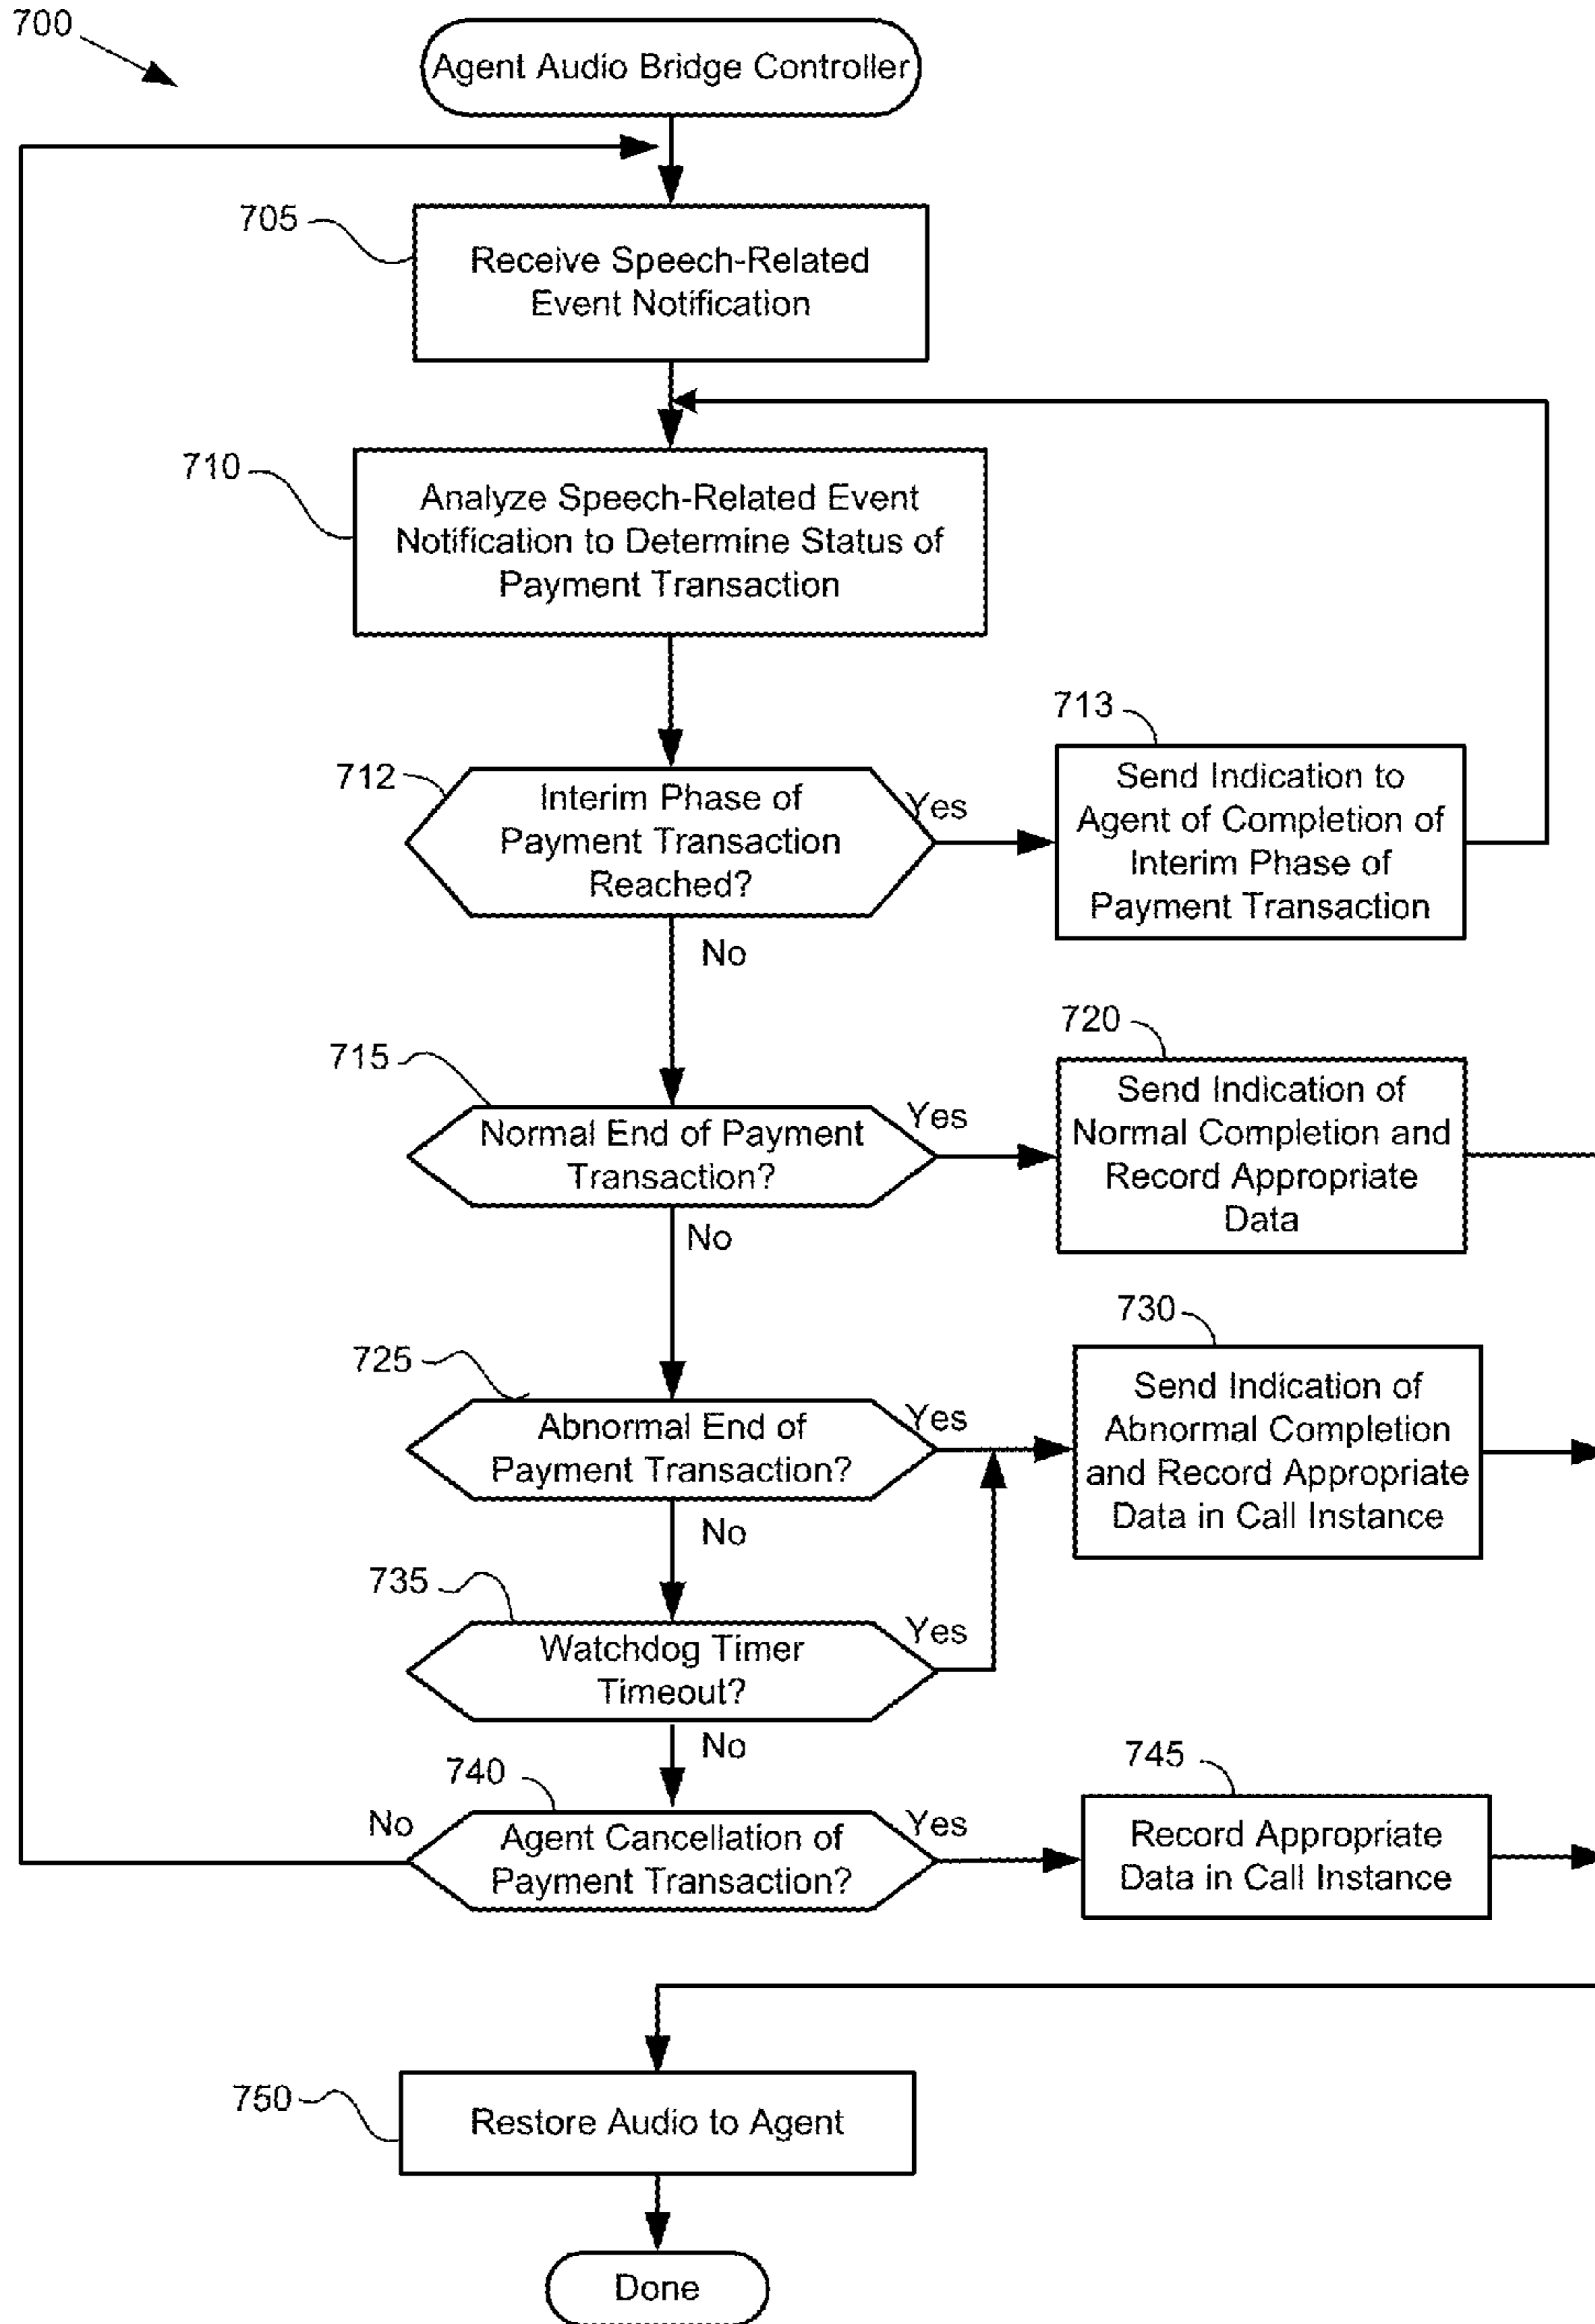 700
Agent Audio Bridge Controller
705
Receive Speech-Related
Event Notification
710
Analyze Speech-Related Event
Notification to Determine Status of
Payment Transaction
712
Interim Phase of
Payment Transaction
Reached?
Yes
No
713
Send Indication to
Agent of Completion of
Interim Phase of
Payment Transaction
715
Normal End of Payment
Transaction?
Yes
No
720
Send Indication of
Normal Completion and
Record Appropriate
Data
725
Abnormal End of
Payment Transaction?
Yes
No
730
Send Indication of
Abnormal Completion
and Record Appropriate
Data in Call Instance
735
Watchdog Timer
Timeout?
Yes
No
740
Agent Cancellation of
Payment Transaction?
No
Yes
745
Record Appropriate
Data in Call Instance
750
Restore Audio to Agent
Done